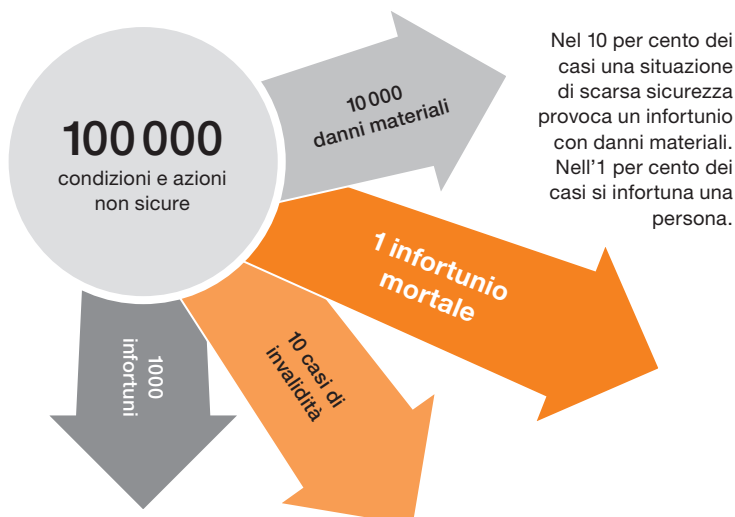 100 000
condizioni e azioni
non sicure
10 000
danni materiali
Nel 10 per cento dei
casi una situazione
di scarsa sicurezza
provoca un infortunio
con danni materiali.
Nell’1 per cento dei
casi si infortuna una
persona.
1 infortunio
mortale
10 casi di
invalidità
1000
infortuni